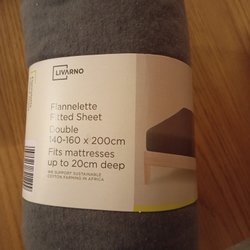 LIVARNO
Flannelette
Fitted Sheet
Double
140-160 x 200cm
Fits mattresses
up to 20cm deep
WE SUPPORT SUSTAINABLE
COTTON FARMING IN AFRICA